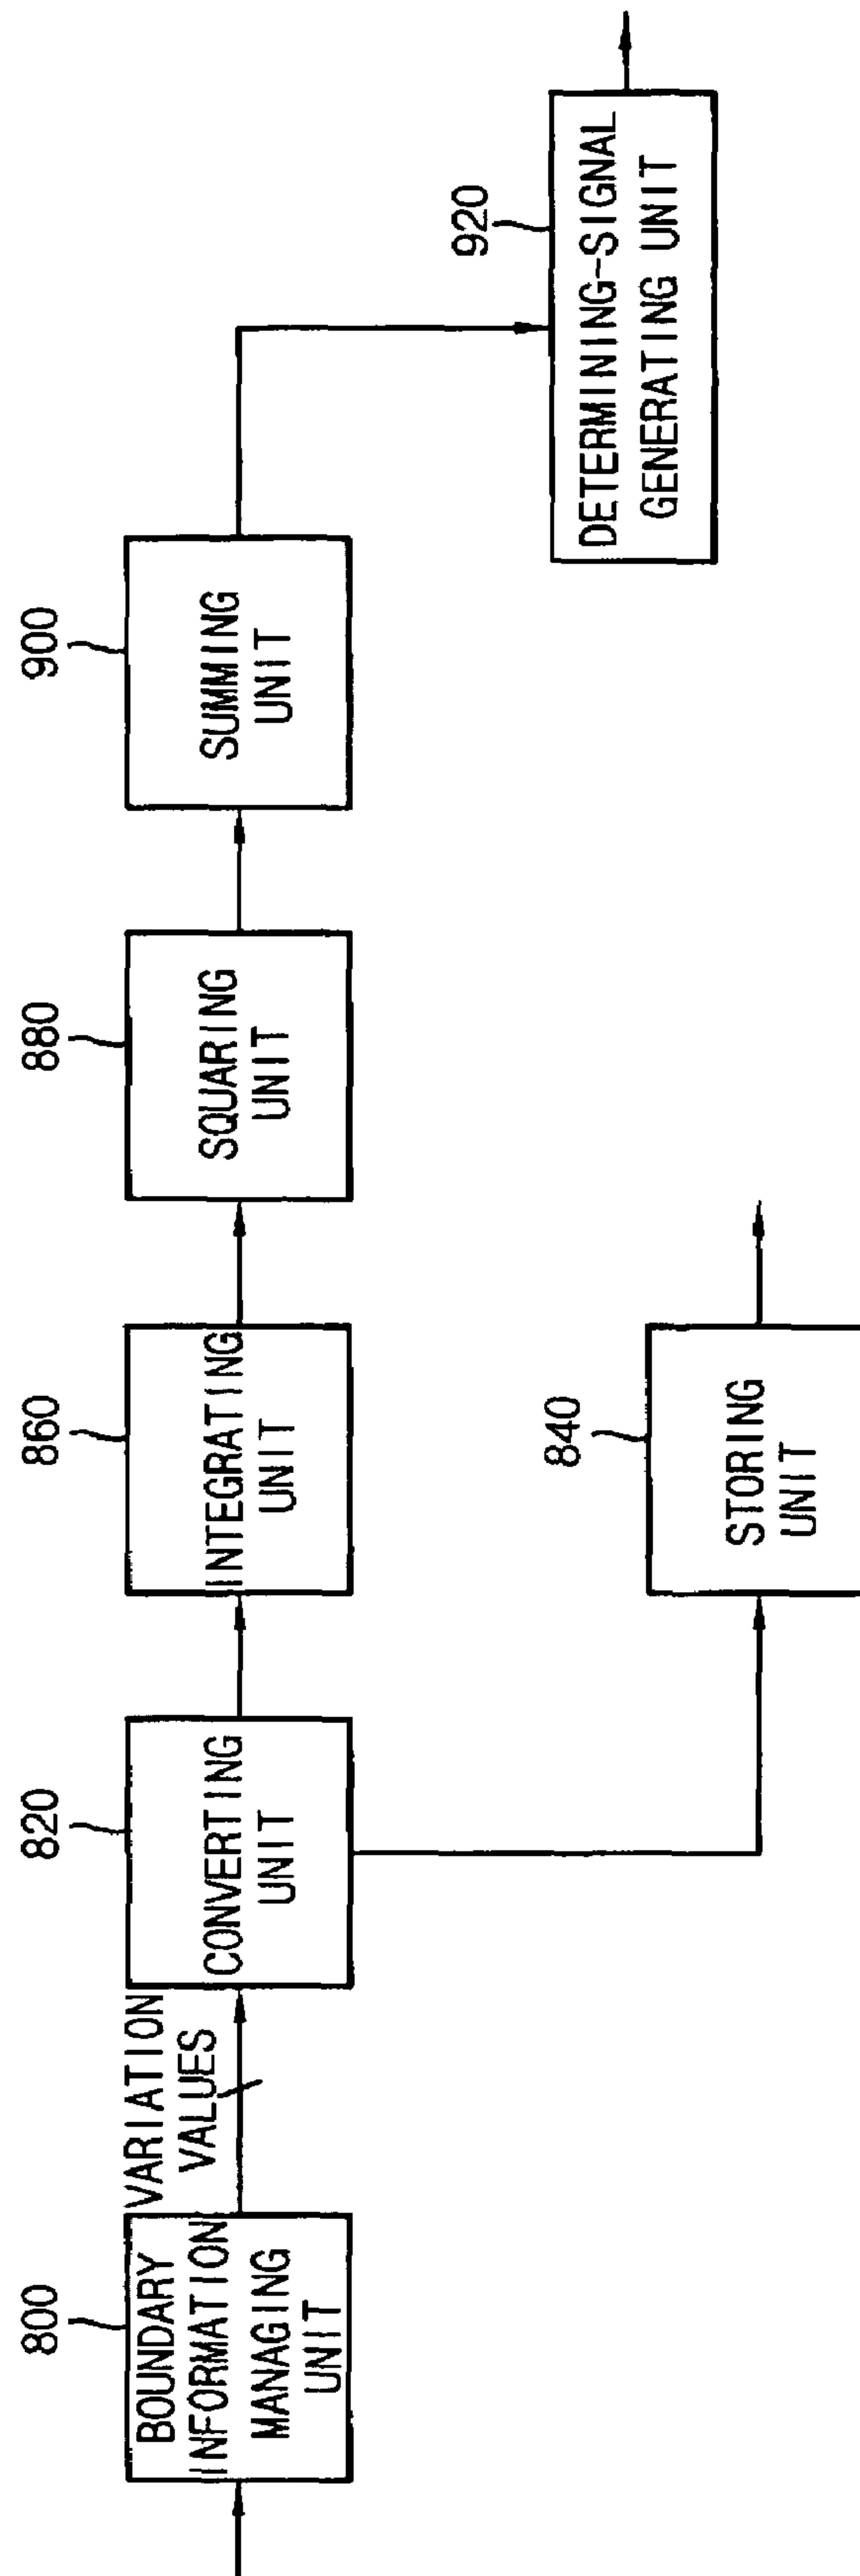 800
BOUNDARY
INFORMATION
MANAGING
UNIT
VARIATION
VALUES
820
CONVERTING
UNIT
860
INTEGRATING
UNIT
880
SQUARING
UNIT
900
SUMMING
UNIT
840
STORING
UNIT
920
DETERMINING-SIGNAL
GENERATING UNIT